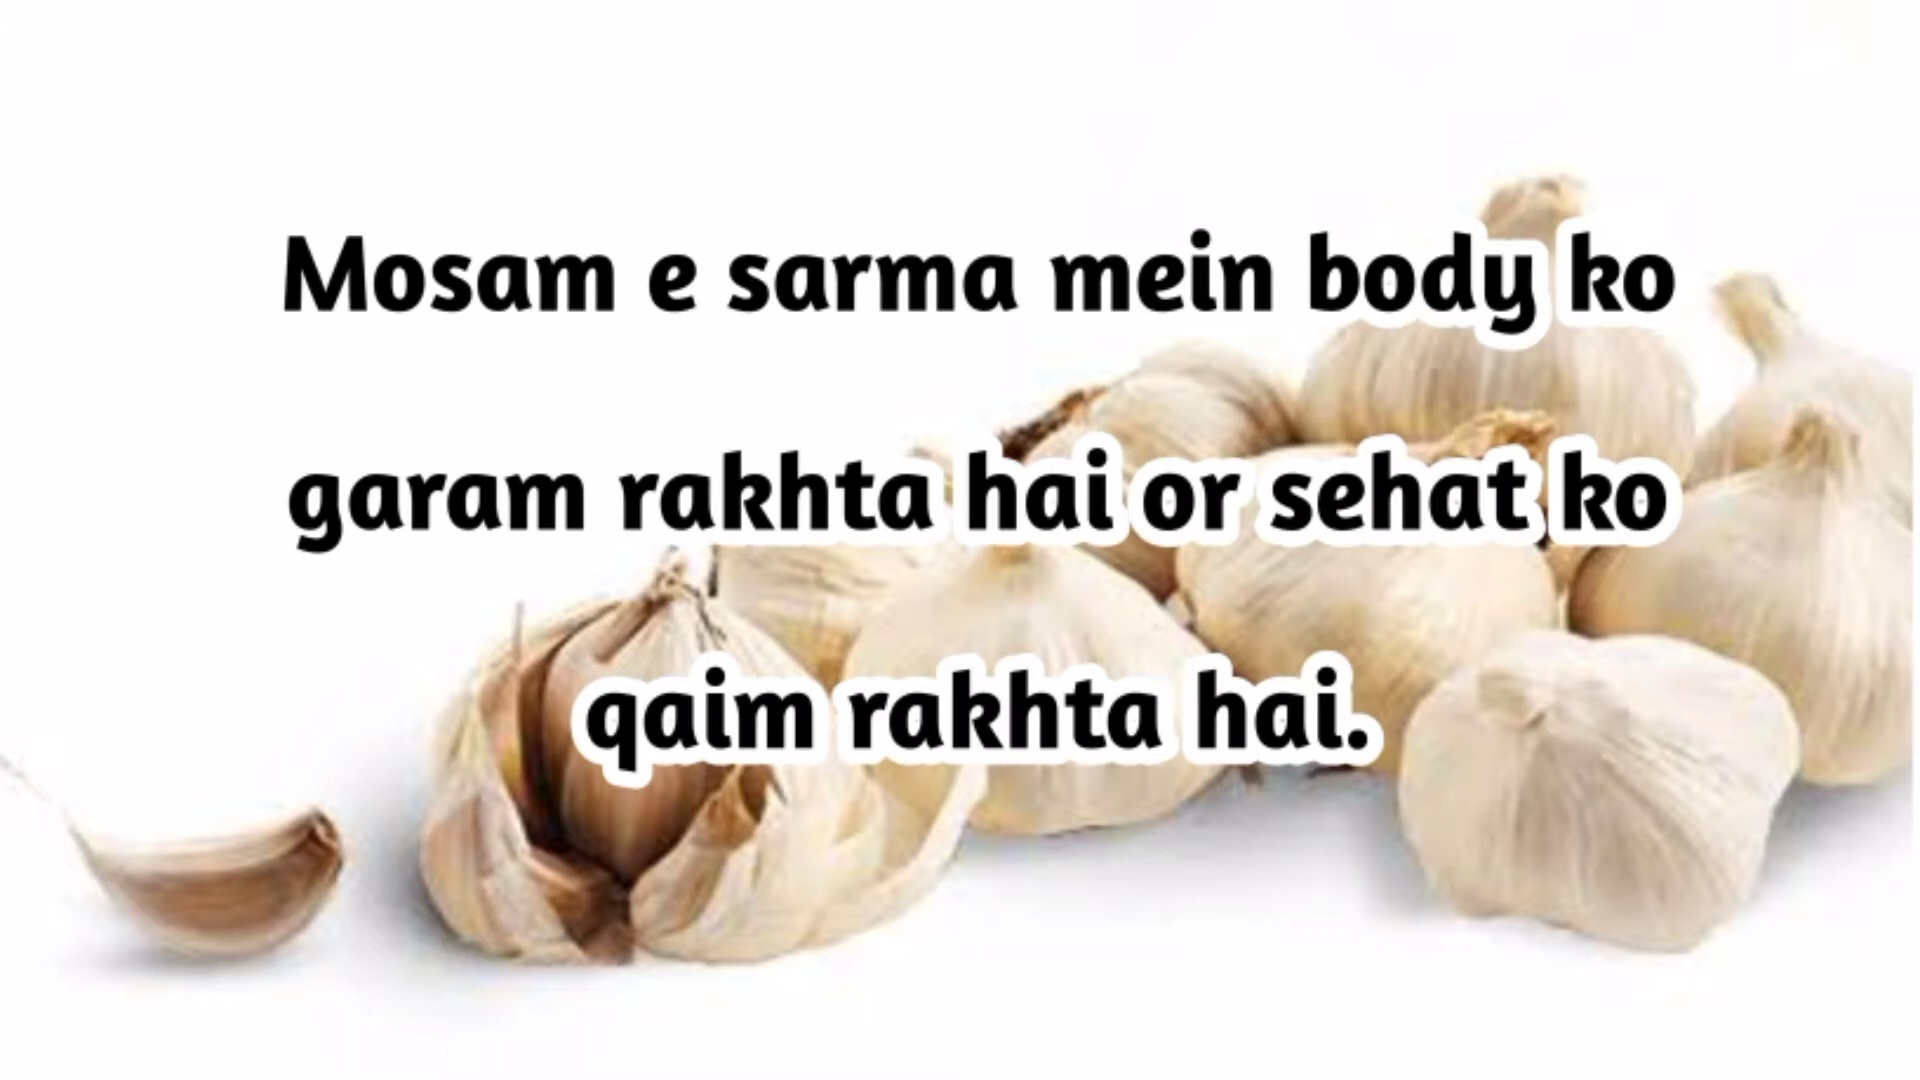 Mosam e sarma mein body ko
garam rakhta hai or sehat ko
qaim rakhta hai.